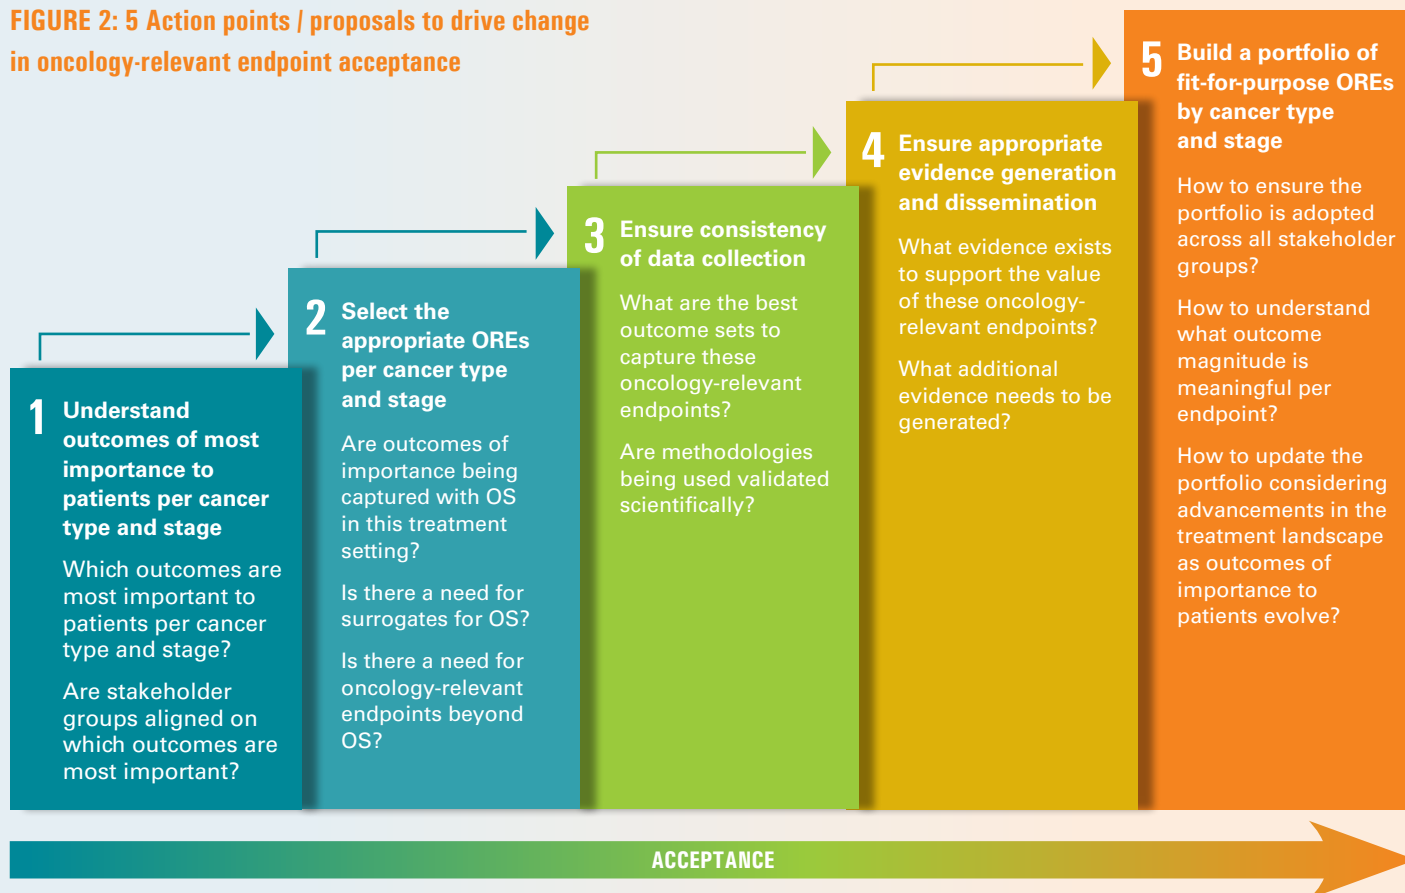 FIGURE 2: 5 Action points / proposals to drive change
in oncology-relevant endpoint acceptance
1
Understand
outcomes of most
importance to
patients per cancer
type and stage
Which outcomes are
most important to
patients per cancer
type and stage?
Are stakeholder
groups aligned on
which outcomes are
most important?
2
Select the
appropriate OREs
per cancer type
and stage
Are outcomes of
importance being
captured with OS
in this treatment
setting?
Is there a need for
surrogates for OS?
Is there a need for
oncology-relevant
endpoints beyond
OS?
3
Ensure consistency
of data collection
What are the best
outcome sets to
capture these
oncology-relevant
endpoints?
Are methodologies
being used validated
scientifically?
4
Ensure appropriate
evidence generation
and dissemination
What evidence exists
to support the value
of these oncology-
relevant endpoints?
What additional
evidence needs to be
generated?
5
Build a portfolio of
fit-for-purpose OREs
by cancer type
and stage
How to ensure the
portfolio is adopted
across all stakeholder
groups?
How to understand
what outcome
magnitude is
meaningful per
endpoint?
How to update the
portfolio considering
advancements in the
treatment landscape
as outcomes of
importance to
patients evolve?
ACCEPTANCE